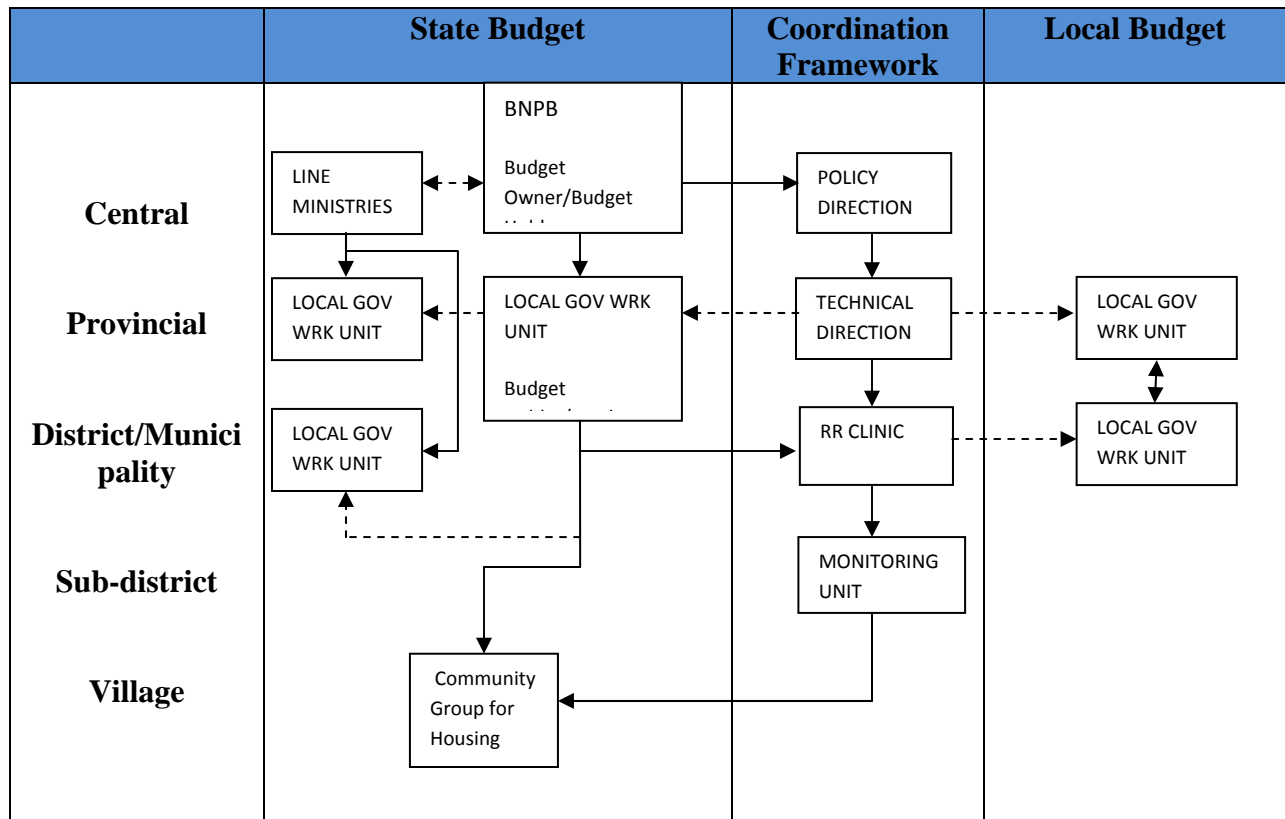 State Budget
Coordination
Framework
Local Budget
Central
BNPB
Budget
Owner/Budget
LINE
MINISTRIES
POLICY
DIRECTION
Provincial
LOCAL GOV
WRK UNIT
LOCAL GOV WRK
UNIT
Budget
TECHNICAL
DIRECTION
LOCAL GOV
WRK UNIT
District/Munici
pality
LOCAL GOV
WRK UNIT
RR CLINIC
LOCAL GOV
WRK UNIT
Sub-district
MONITORING
UNIT
Village
Community
Group for
Housing